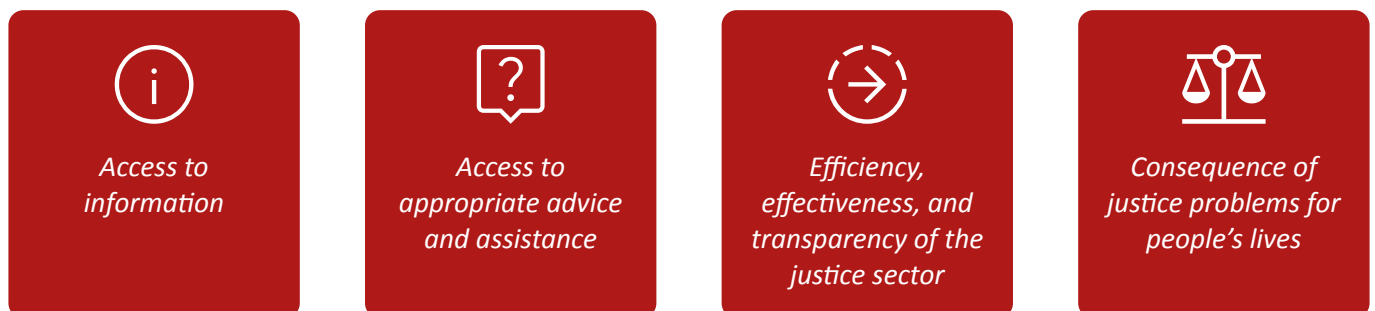 Access to
information
Access to
appropriate advice
and assistance
Efficiency,
effectiveness, and
transparency of the
justice sector
Consequence of
justice problems for
people’s lives